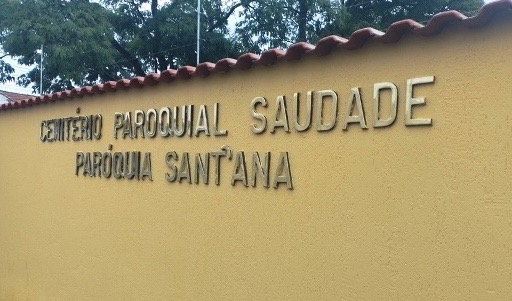 CEMITÉRIO PAROQUIAL SAUDADE
PARÓQUIA SANT'ANA